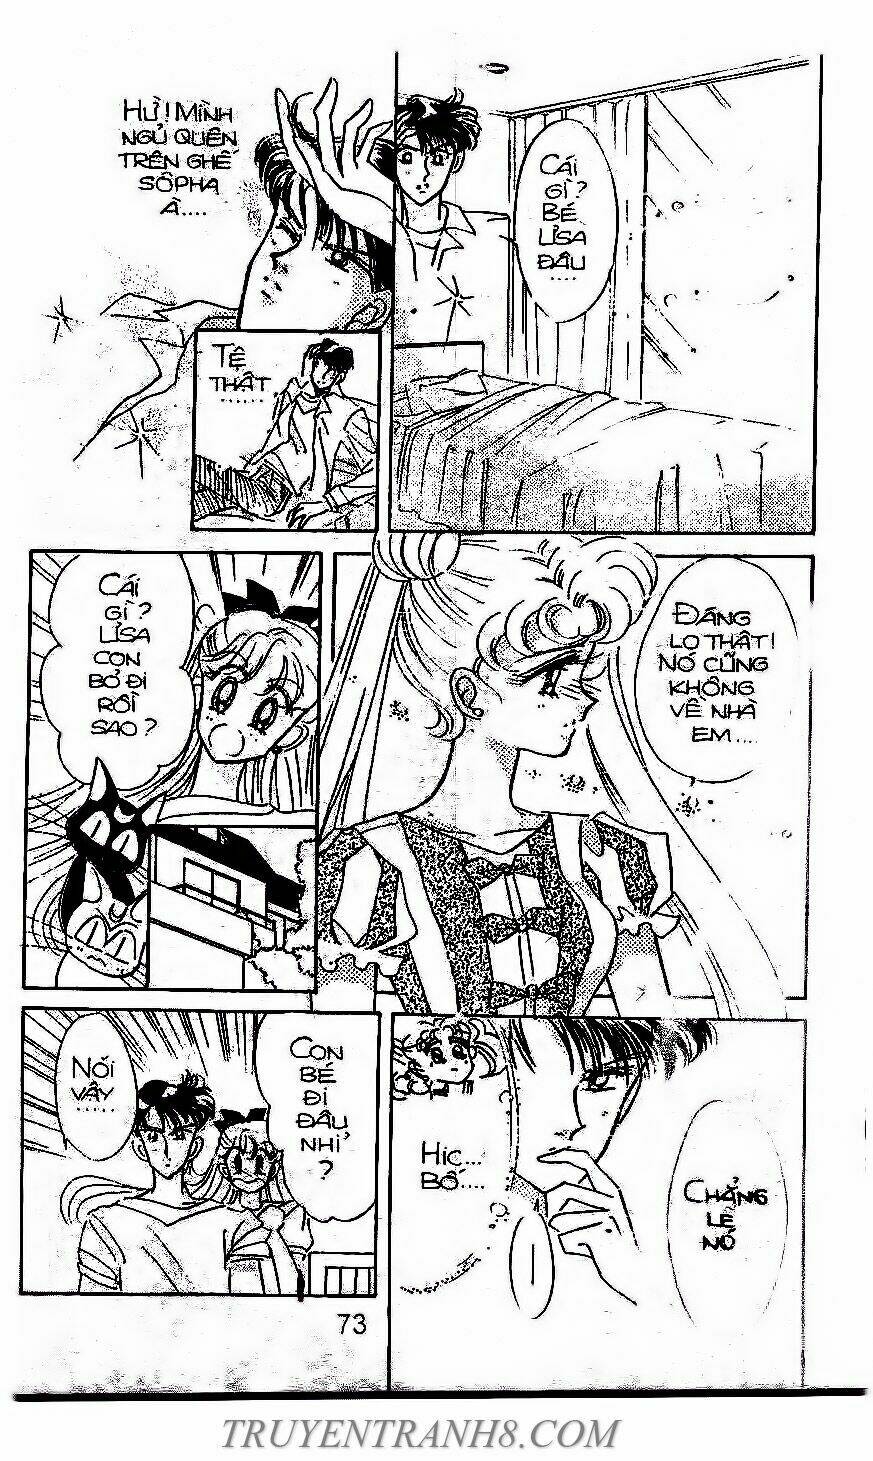 HỪ! MÌNH
NGỦ QUÊN
TRÊN GHẾ
SÔPHA
À....
TỆ
THẬT
......
CÁI
GÌ?
BÉ
LISA
ĐÂU
....
CÁI
GÌ?
LISA
CON
BỎ ĐI
RỒI
SAO?
ĐÁNG
LO THẬT!
NÓ CŨNG
KHÔNG
VỀ NHÀ
EM....
NÓI
VẬY
......
CON
BÉ
ĐI
ĐÂU
NHỈ
?
HIC...
BỐ....
CHẲNG
LẼ
NÓ
73
TRUYENTRANH8.COM